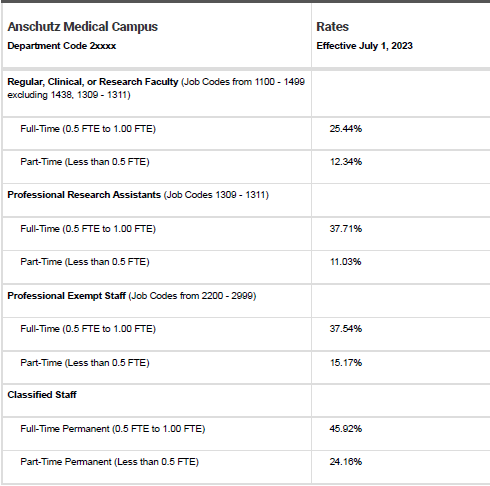 Anschutz Medical Campus Rates
Department Code 2xxxx Effective July 1, 2023
Regular, Clinical, or Research Faculty (Job Codes from 1100 - 1499
excluding 1438, 1309 - 1311)
Full-Time (0.5 FTE to 1.00 FTE) 25.44%
Part-Time (Less than 0.5 FTE) 12.34%
Professional Research Assistants (Job Codes 1309 - 1311)
Full-Time (0.5 FTE to 1.00 FTE) 37.71%
Part-Time (Less than 0.5 FTE) 11.03%
Professional Exempt Staff (Job Codes from 2200 - 2999)
Full-Time (0.5 FTE to 1.00 FTE) 37.54%
Part-Time (Less than 0.5 FTE) 15.17%
Classified Staff
Full-Time Permanent (0.5 FTE to 1.00 FTE) 45.92%
Part-Time Permanent (Less than 0.5 FTE) 24.16%